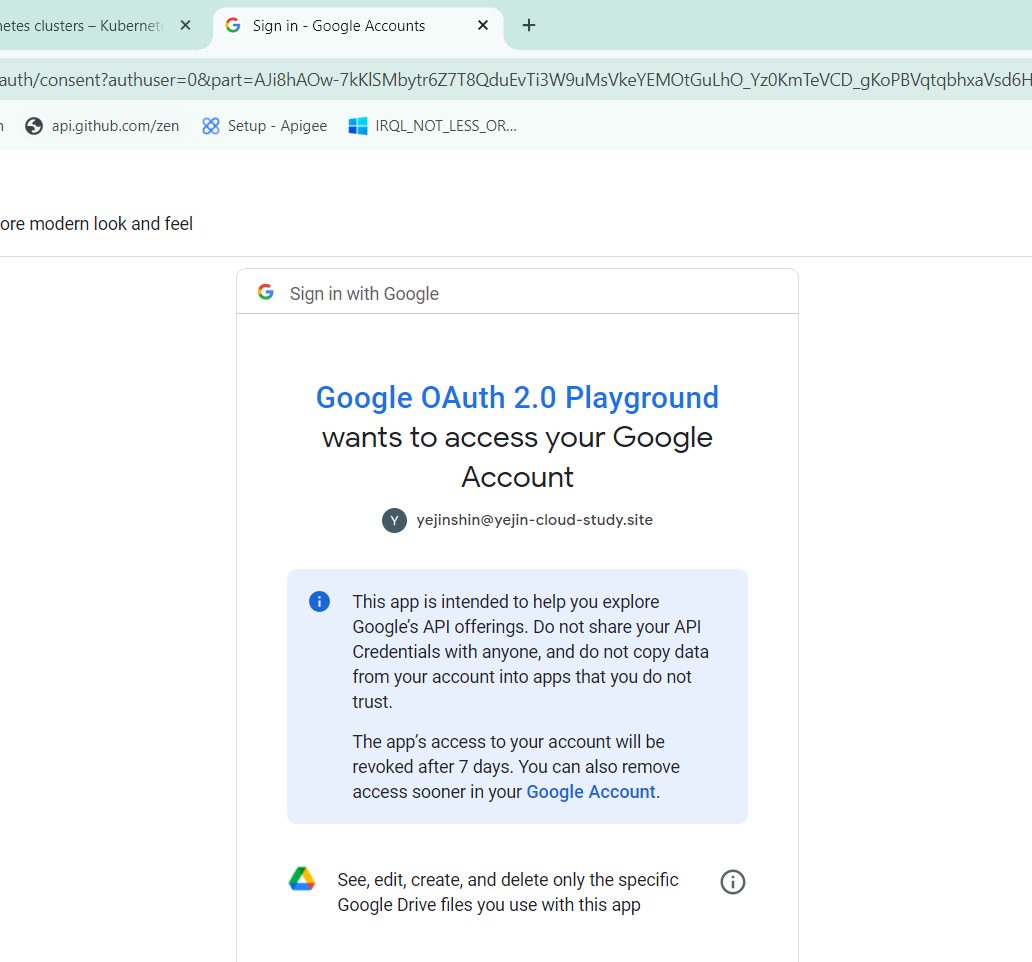 netes clusters – Kubernete
Sign in - Google Accounts
auth/consent?authuser=0&part=AJi8hAOw-7kKlSMbytr6Z7T8QduEvTi3W9uMsVkeYEMOtGuLhO_Yz0KmTeVCD_gKoPBVqtqbhxaVsd6H
n
api.github.com/zen
Setup - Apigee
IRQL_NOT_LESS_OR...
ore modern look and feel
Sign in with Google
Google OAuth 2.0 Playground
wants to access your Google
Account
Y
yejinshin@yejin-cloud-study.site
This app is intended to help you explore
Google’s API offerings. Do not share your API
Credentials with anyone, and do not copy data
from your account into apps that you do not
trust.
The app’s access to your account will be
revoked after 7 days. You can also remove
access sooner in your Google Account.
See, edit, create, and delete only the specific
Google Drive files you use with this app